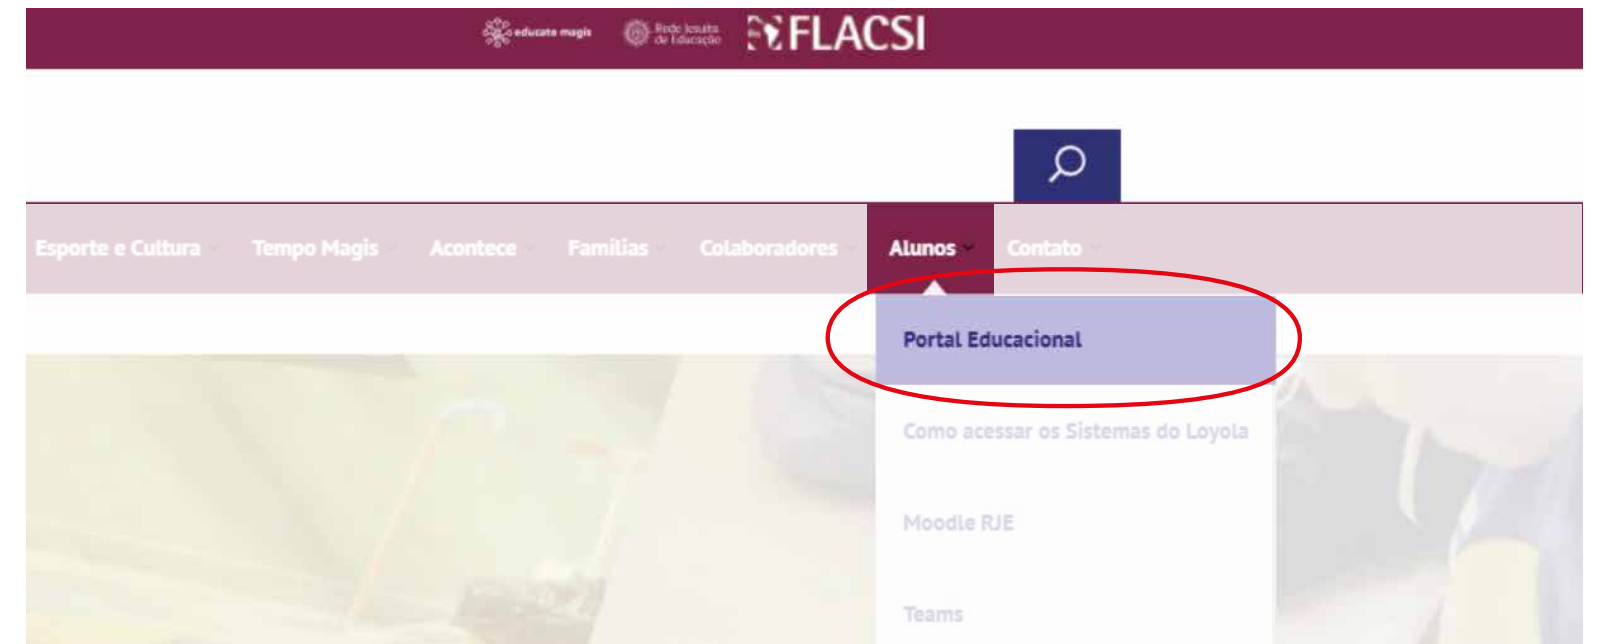 educate magis Rede Jesuíta de Educação FLACSI
Esporte e Cultura Tempo Magis Acontece Famílias Colaboradores Alunos Contato
Portal Educacional
Como acessar os Sistemas do Loyola
Moodle RJE
Teams